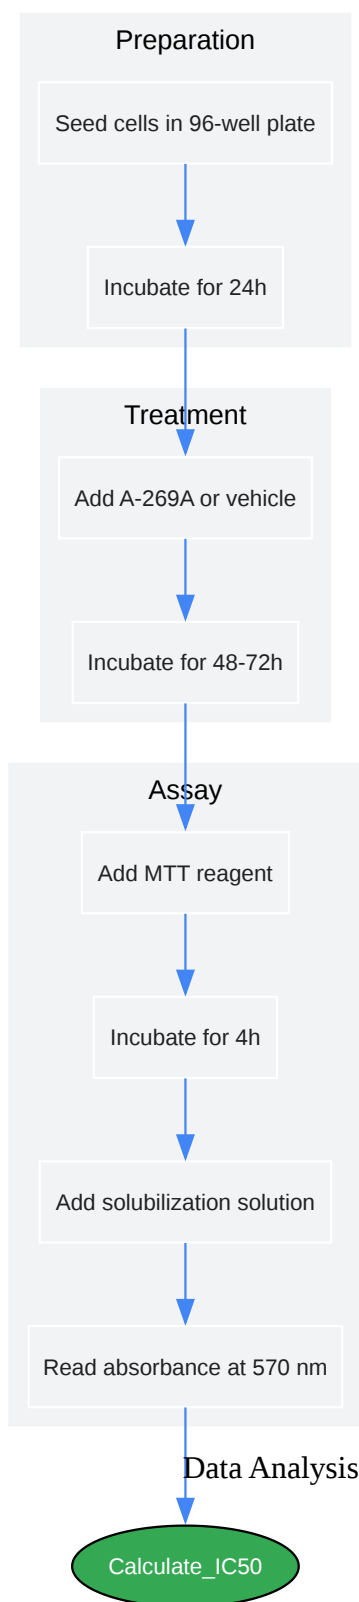 Preparation
Seed cells in 96-well plate
Incubate for 24h
Treatment
Add A-269A or vehicle
Incubate for 48-72h
Assay
Add MTT reagent
Incubate for 4h
Add solubilization solution
Read absorbance at 570 nm
Data Analysis
Calculate_IC50